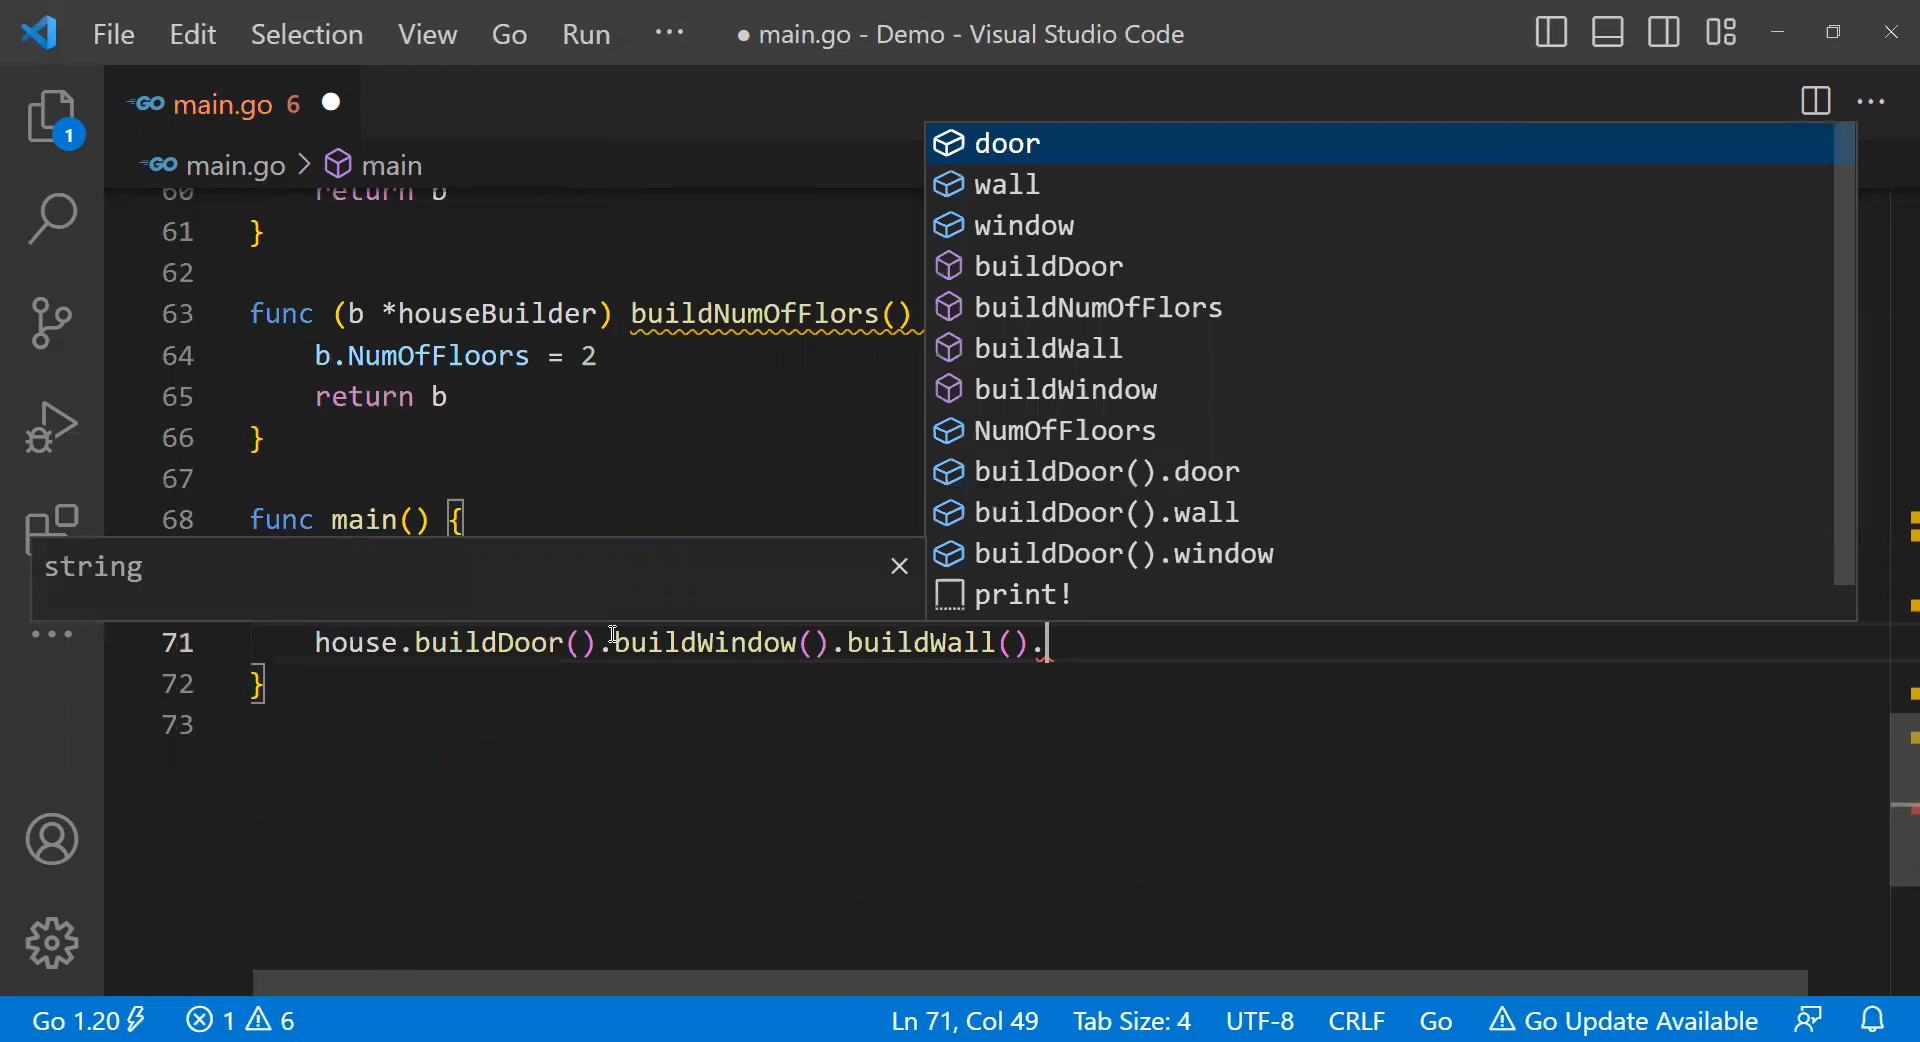 File Edit Selection View Go Run ··· ● main.go - Demo - Visual Studio Code
GO main.go 6 ●
GO main.go > main
60 return b
61 }
62
63 func (b *houseBuilder) buildNumOfFlors()
64 b.NumOfFloors = 2
65 return b
66 }
67
68 func main() {
string
71 house.buildDoor().buildWindow().buildWall().
72 }
73
door
wall
window
buildDoor
buildNumOfFlors
buildWall
buildWindow
NumOfFloors
buildDoor().door
buildDoor().wall
buildDoor().window
print!
1
Go 1.20 1 6 Ln 71, Col 49 Tab Size: 4 UTF-8 CRLF Go Go Update Available